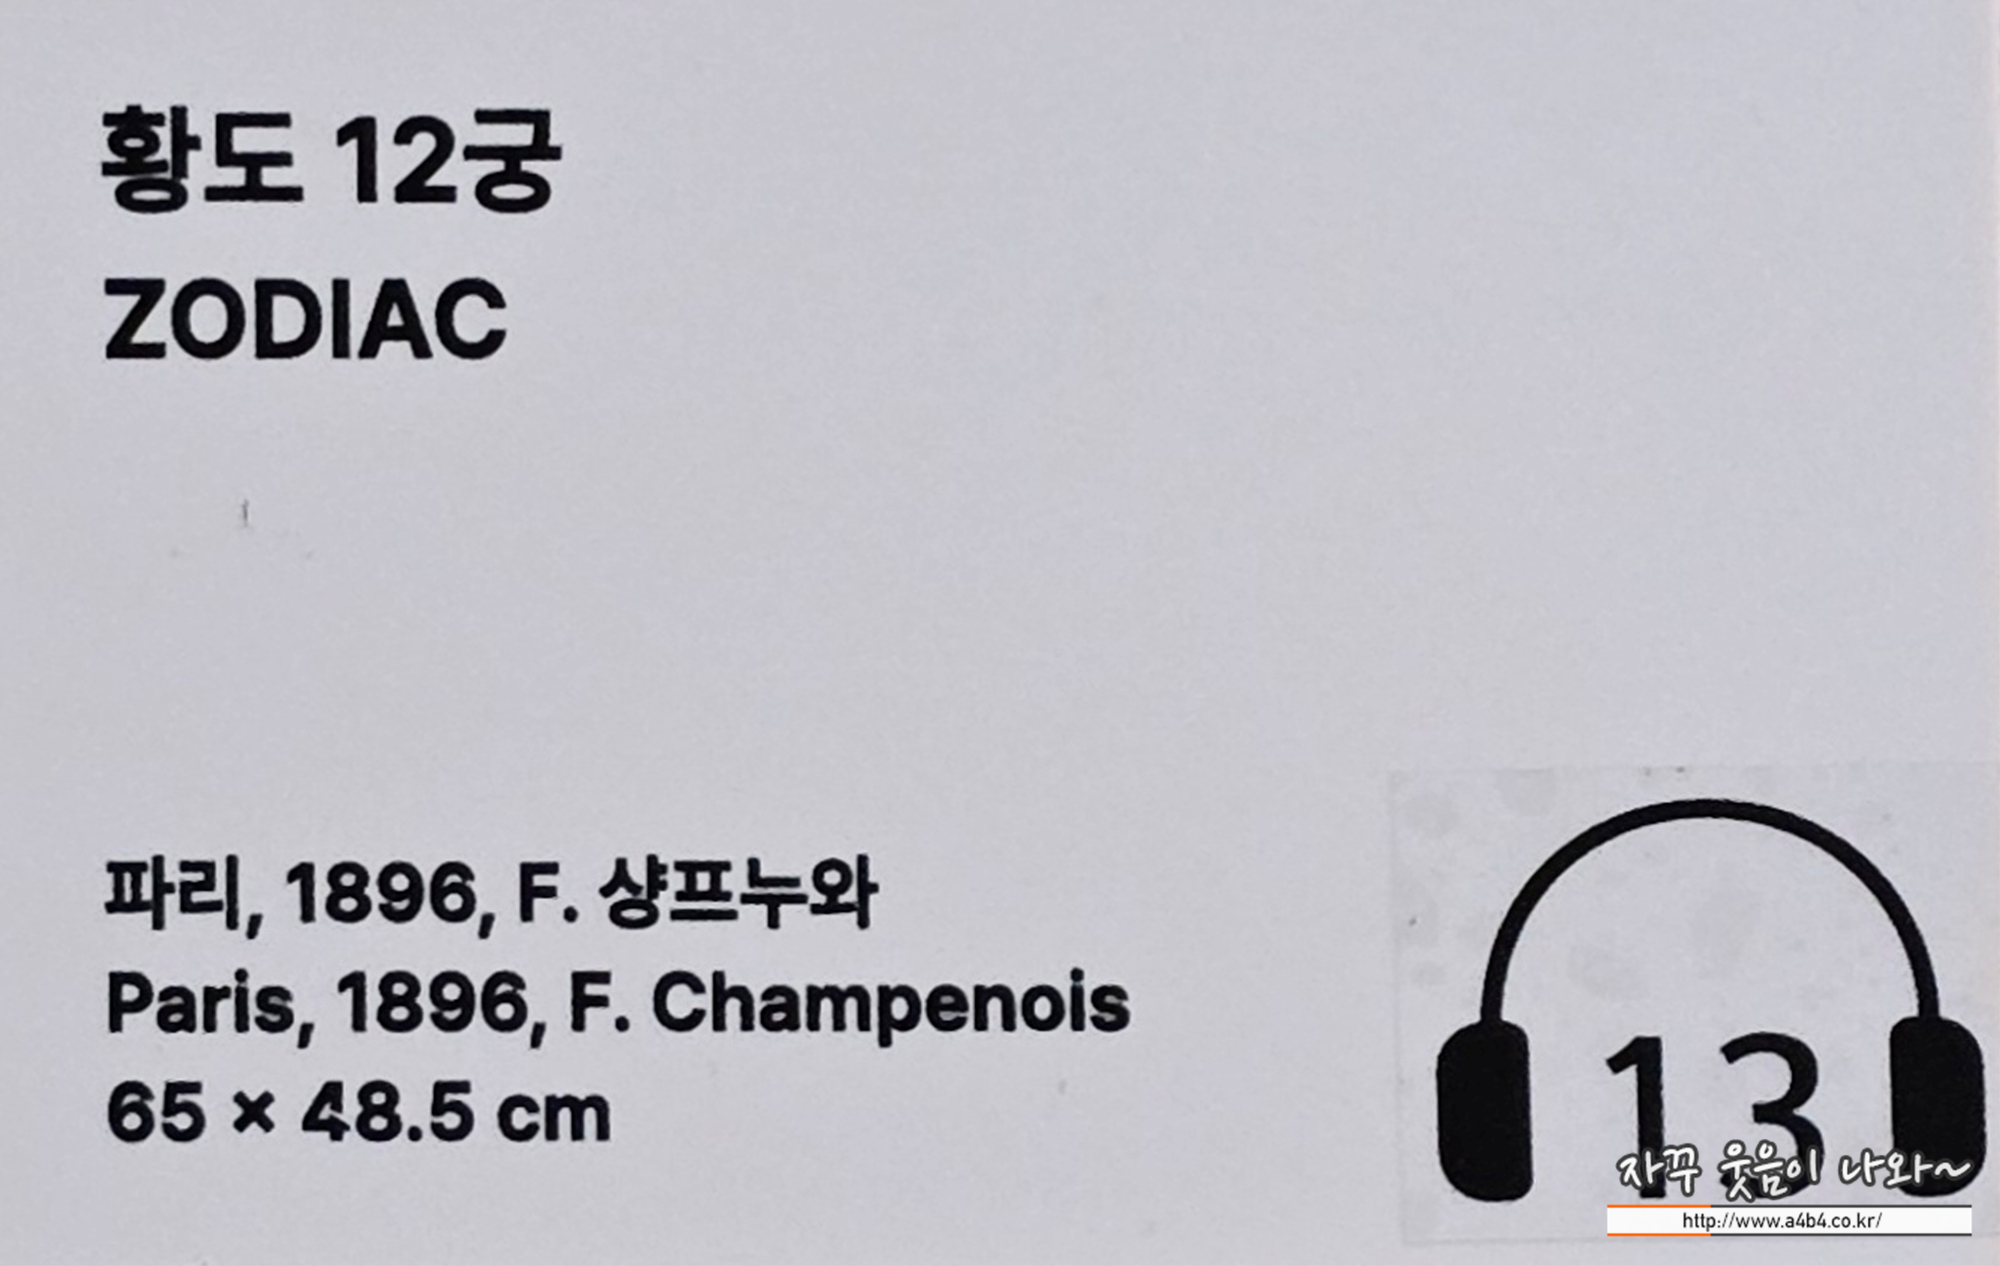 황도 12궁
ZODIAC
파리, 1896, F. 샹프누와
Paris, 1896, F. Champenois
65 × 48.5 cm
13
자꾸 웃음이 나와~
http://www.a4b4.co.kr/